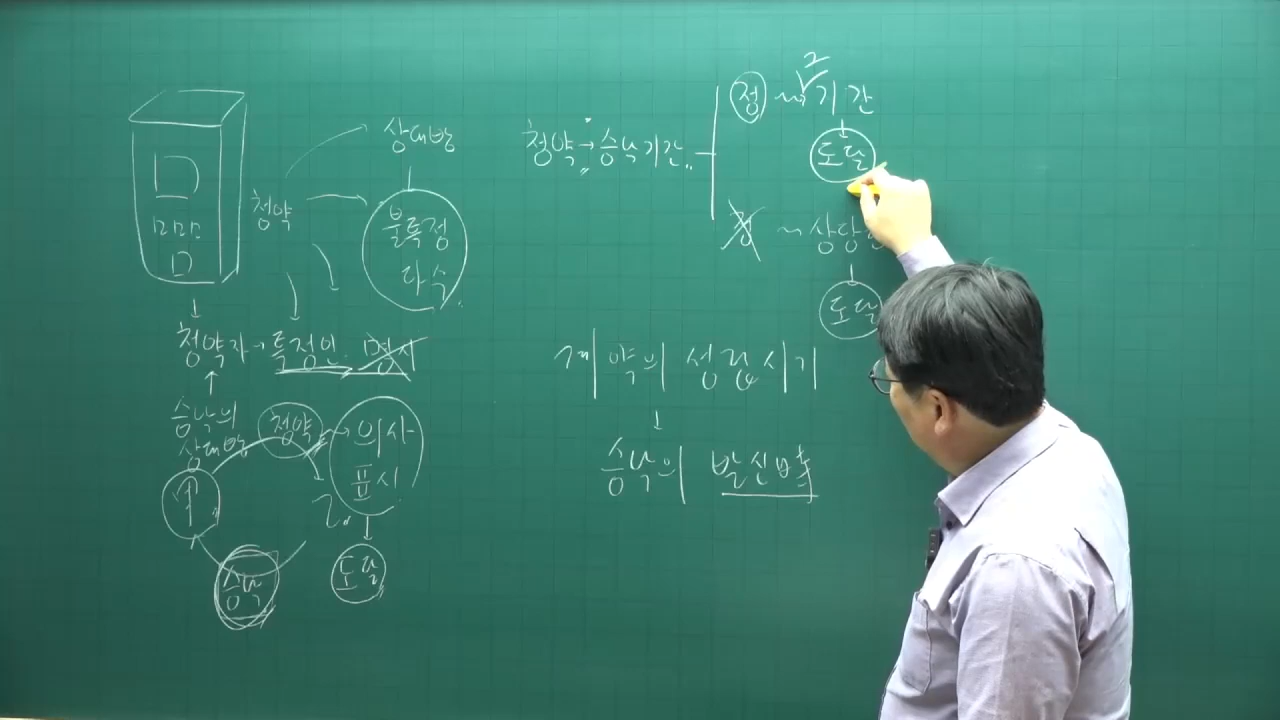 청약
상대방
불특정
다수
청약자 → 특정인
승낙의
상대방
청약
의사
표시
도달
승낙
청약 → 승낙기간
정 ~ 기간
2
도달
정 ~ 상당
도달
계약의 성립시기
승낙의 발신